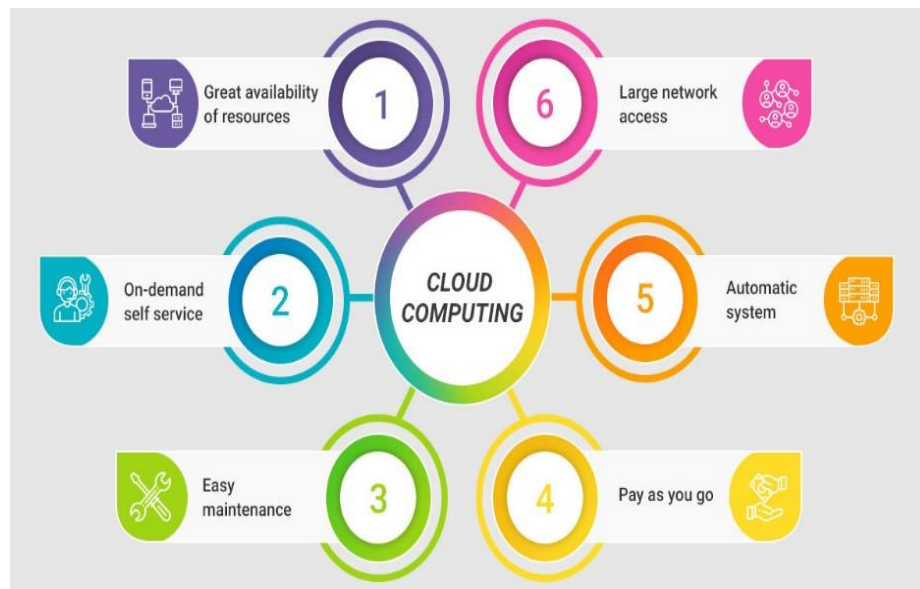 Great availability
of resources
1
On-demand
self service
2
Easy
maintenance
3
CLOUD
COMPUTING
6
Large network
access
5
Automatic
system
4
Pay as you go